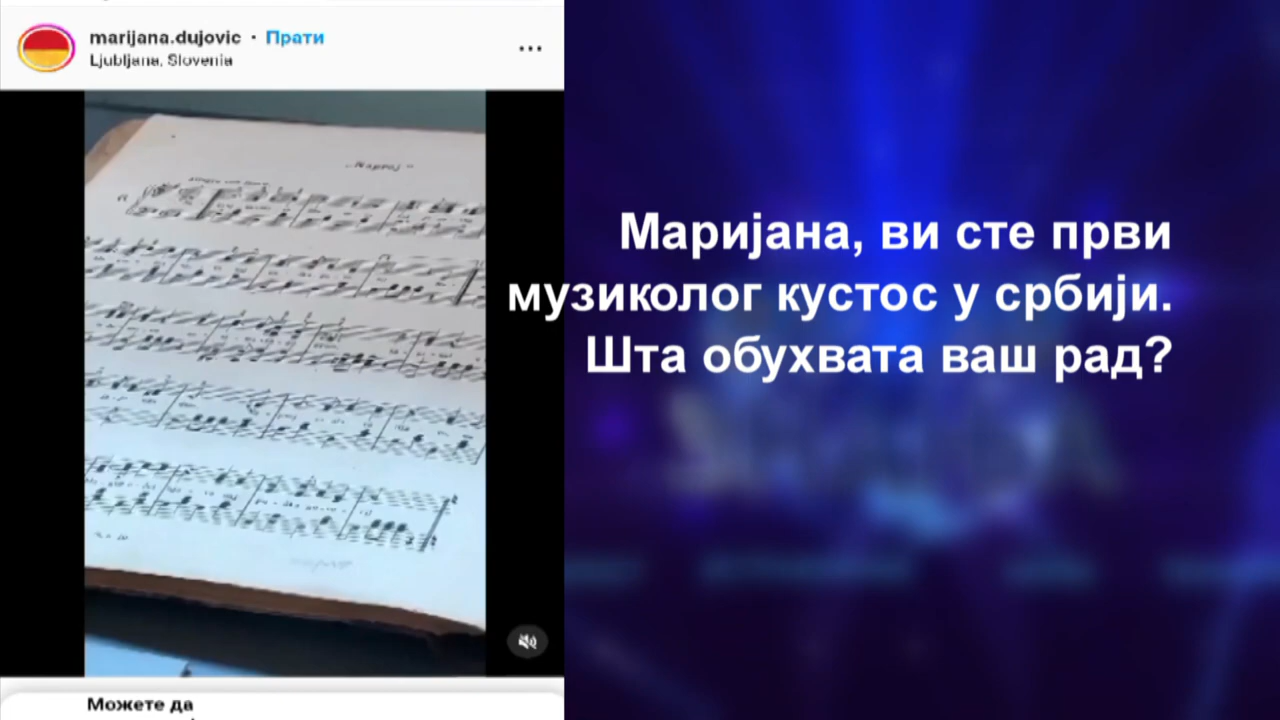 marijana.dujovic · Прати
Ljubljana, Slovenia
Маријана, ви сте први
музиколог кустос у србији.
Шта обухвата ваш рад?
Можете да